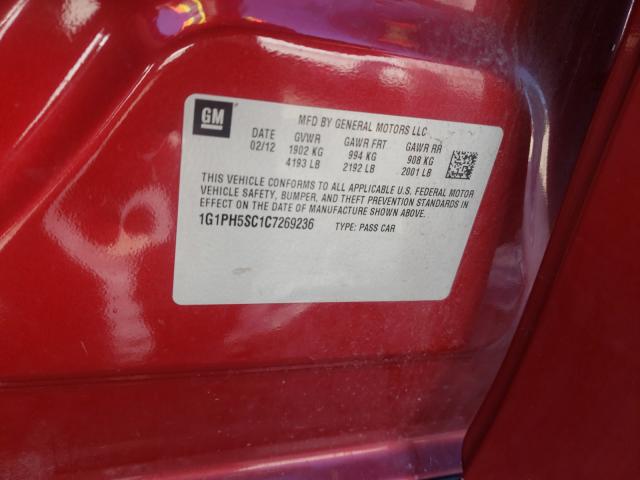 GM
MFD BY GENERAL MOTORS LLC
DATE GVWR GAWR FRT GAWR RR
02/12 1902 KG 994 KG 908 KG
4193 LB 2192 LB 2001 LB
THIS VEHICLE CONFORMS TO ALL APPLICABLE U.S. FEDERAL MOTOR
VEHICLE SAFETY, BUMPER, AND THEFT PREVENTION STANDARDS IN
EFFECT ON THE DATE OF MANUFACTURE SHOWN ABOVE.
1G1PH5SC1C7269236 TYPE: PASS CAR